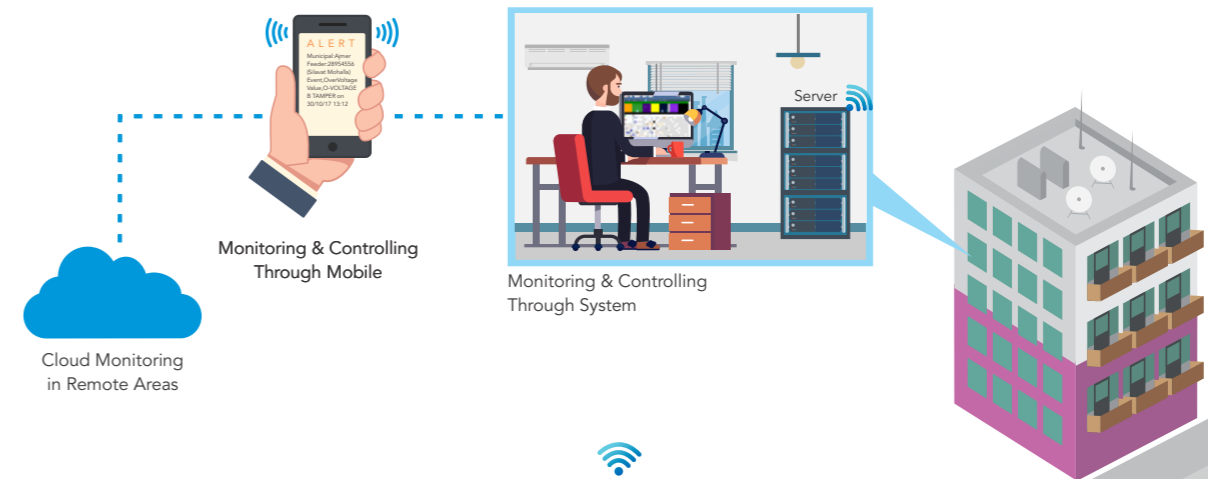 ALERT
Municipal:Ajmer
Feeder:28954556
(Silavat Mohalla)
Event;OverVoltage
Value;O-VOLTAGE
B TAMPER on
30/10/17 13:12
Server
Monitoring & Controlling
Through Mobile
Monitoring & Controlling
Through System
Cloud Monitoring
in Remote Areas